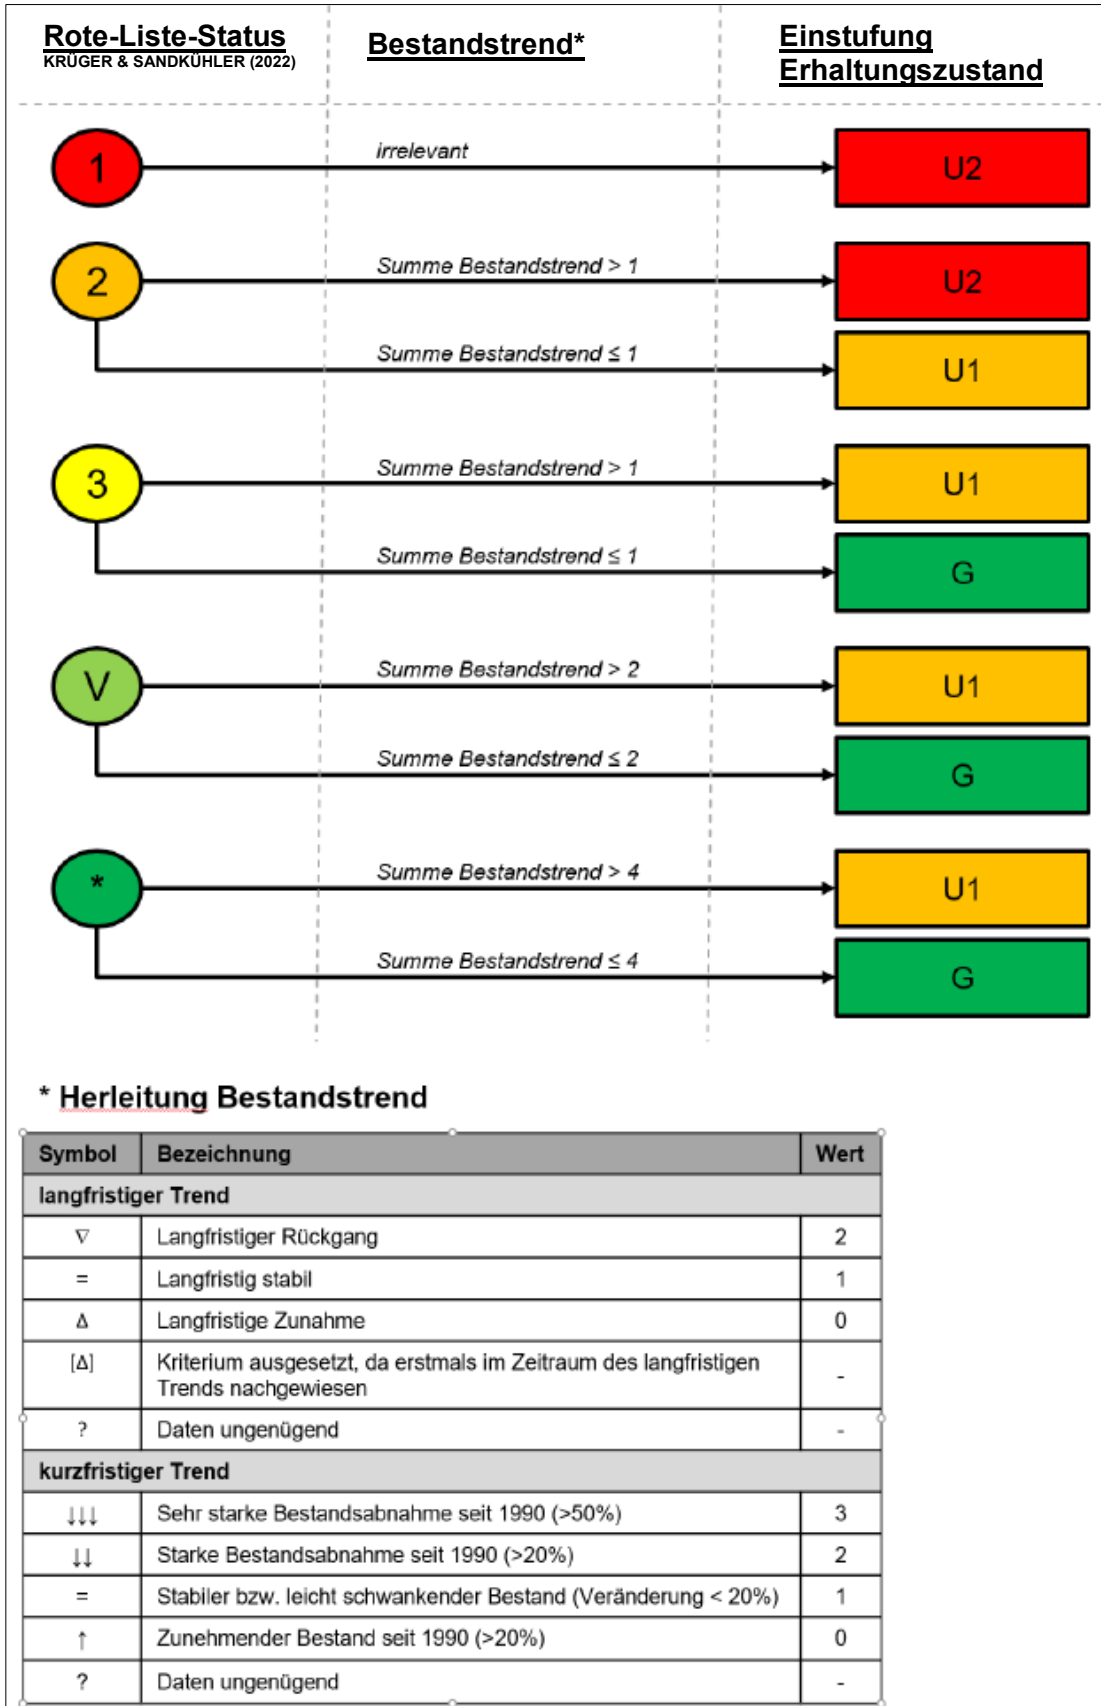 Rote-Liste-Status
KRÜGER & SANDKÜHLER (2022)
Bestandstrend*
Einstufung
Erhaltungszustand
1
irrelevant
U2
2
Summe Bestandstrend > 1
U2
Summe Bestandstrend ≤ 1
U1
3
Summe Bestandstrend > 1
U1
Summe Bestandstrend ≤ 1
G
V
Summe Bestandstrend > 2
U1
Summe Bestandstrend ≤ 2
G
*
Summe Bestandstrend > 4
U1
Summe Bestandstrend ≤ 4
G
* Herleitung Bestandstrend
Symbol Bezeichnung Wert
langfristiger Trend
∇ Langfristiger Rückgang 2
= Langfristig stabil 1
Δ Langfristige Zunahme 0
[Δ] Kriterium ausgesetzt, da erstmals im Zeitraum des langfristigen
Trends nachgewiesen -
? Daten ungenügend -
kurzfristiger Trend
↓↓↓ Sehr starke Bestandsabnahme seit 1990 (>50%) 3
↓↓ Starke Bestandsabnahme seit 1990 (>20%) 2
= Stabiler bzw. leicht schwankender Bestand (Veränderung < 20%) 1
↑ Zunehmender Bestand seit 1990 (>20%) 0
? Daten ungenügend -